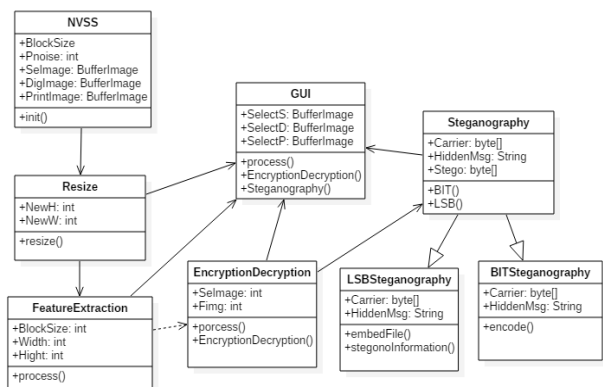 NVSS
+BlockSize
+Pnoise: int
+SeImage: BufferImage
+DigImage: BufferImage
+PrintImage: BufferImage
+init()
GUI
+SelectS: BufferImage
+SelectD: BufferImage
+SelectP: BufferImage
+process()
+EncryptionDecryption()
+Steganography()
Steganography
+Carrier: byte[]
+HiddenMsg: String
+Stego: byte[]
+BIT()
+LSB()
Resize
+NewH: int
+NewW: int
+resize()
FeatureExtraction
+BlockSize: int
+Width: int
+Hight: int
+process()
EncryptionDecryption
+SeImage: int
+Fimg: int
+porcess()
+EncryptionDecryption()
LSBSteganography
+Carrier: byte[]
+HiddenMsg: String
+embedFile()
+stegonoInformation()
BITSteganography
+Carrier: byte[]
+HiddenMsg: String
+encode()